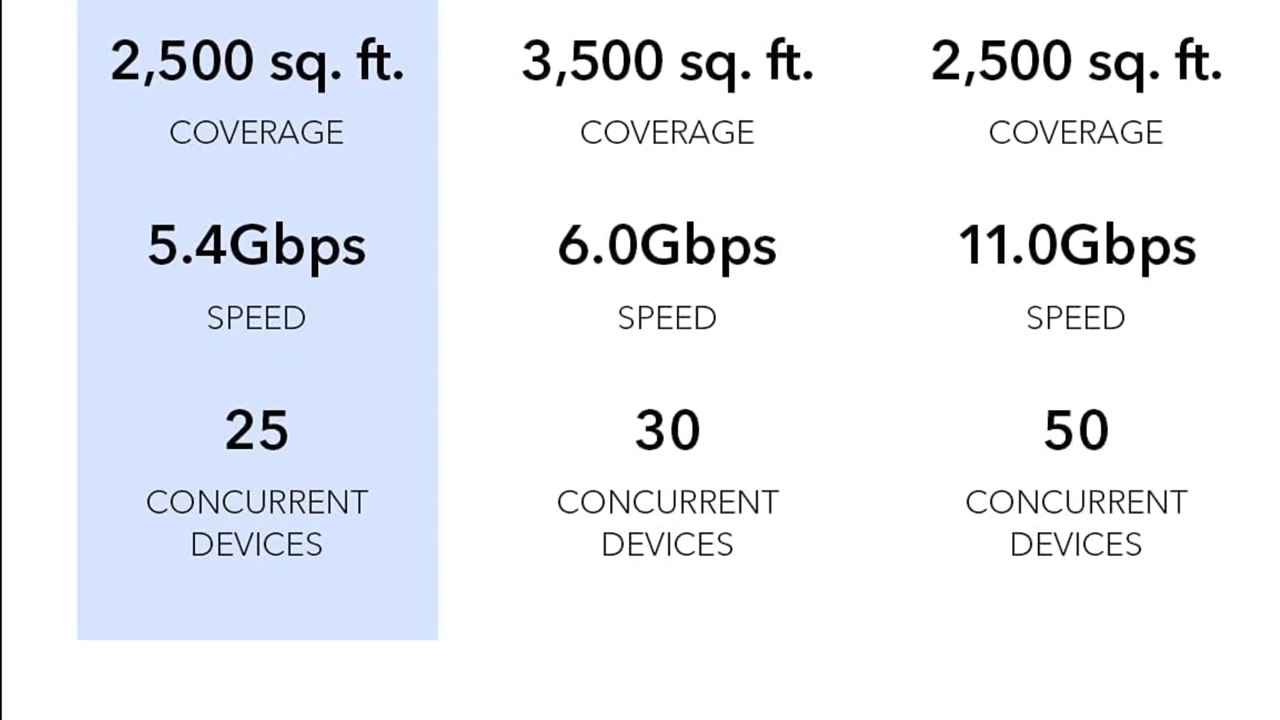 2,500 sq. ft.
COVERAGE
5.4Gbps
SPEED
25
CONCURRENT
DEVICES
3,500 sq. ft.
COVERAGE
6.0Gbps
SPEED
30
CONCURRENT
DEVICES
2,500 sq. ft.
COVERAGE
11.0Gbps
SPEED
50
CONCURRENT
DEVICES